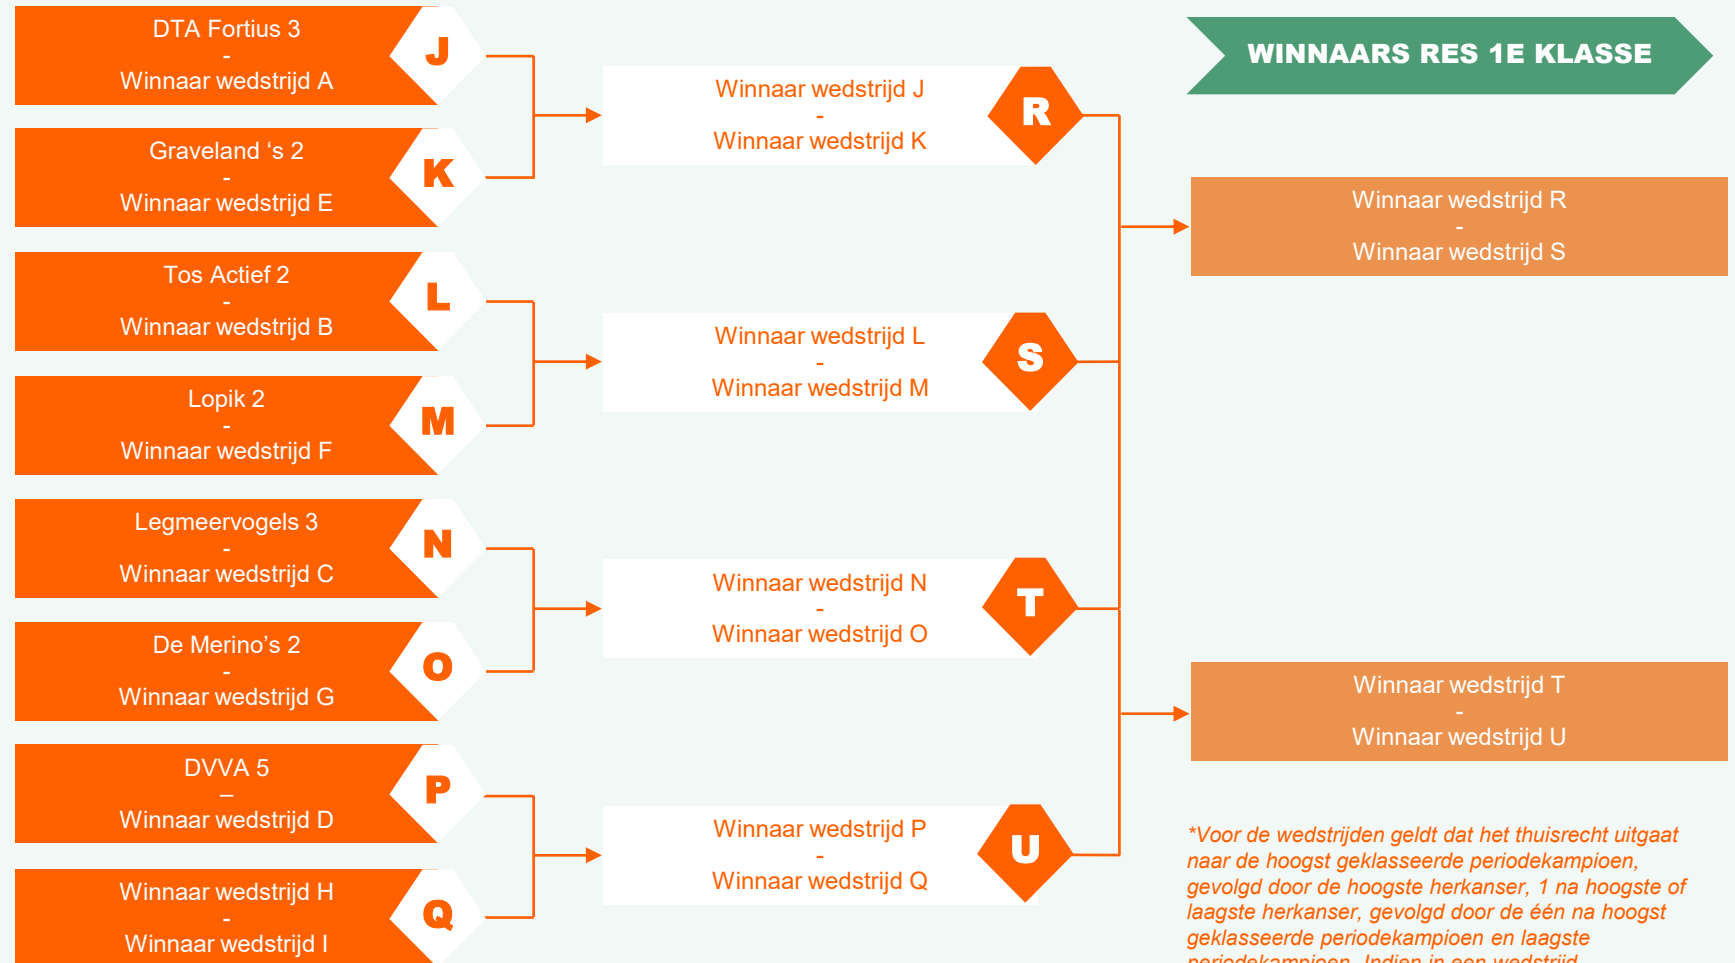 DTA Fortius 3
-
Winnaar wedstrijd A
J
Graveland ‘s 2
-
Winnaar wedstrijd E
K
Tos Actief 2
-
Winnaar wedstrijd B
L
Lopik 2
-
Winnaar wedstrijd F
M
Legmeervogels 3
-
Winnaar wedstrijd C
N
De Merino’s 2
-
Winnaar wedstrijd G
O
DVVA 5
–
Winnaar wedstrijd D
P
Winnaar wedstrijd H
-
Winnaar wedstrijd I
Q
Winnaar wedstrijd J
-
Winnaar wedstrijd K
R
Winnaar wedstrijd L
-
Winnaar wedstrijd M
S
Winnaar wedstrijd N
-
Winnaar wedstrijd O
T
Winnaar wedstrijd P
-
Winnaar wedstrijd Q
U
WINNAARS RES 1E KLASSE
Winnaar wedstrijd R
-
Winnaar wedstrijd S
Winnaar wedstrijd T
-
Winnaar wedstrijd U
*Voor de wedstrijden geldt dat het thuisrecht uitgaat
naar de hoogst geklasseerde periodekampioen,
gevolgd door de hoogste herkanser, 1 na hoogste of
laagste herkanser, gevolgd door de één na hoogst
geklasseerde periodekampioen en laagste
periodekampioen. Indien in een wedstrijd